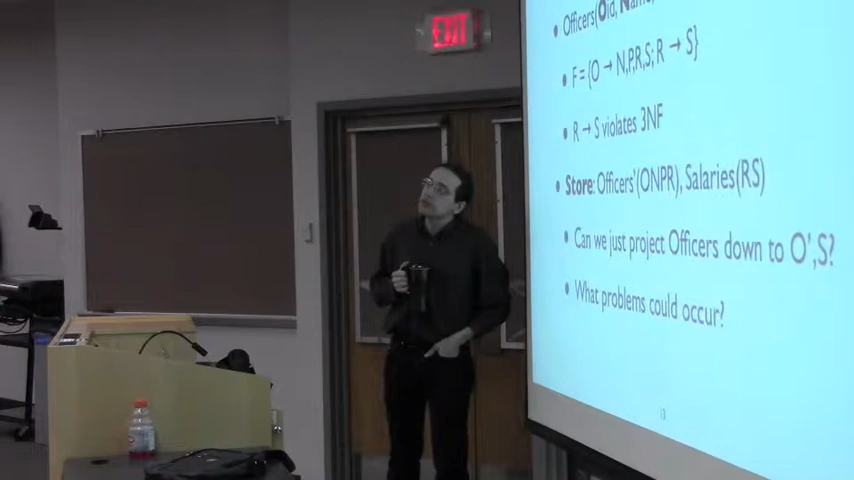 EXIT
• Officers(Oid, Name,
• F = {O → N,P,R,S; R → S}
• R → S violates 3NF
• Store: Officers'(ONPR), Salaries(RS)
• Can we just project Officers down to O', S?
• What problems could occur?